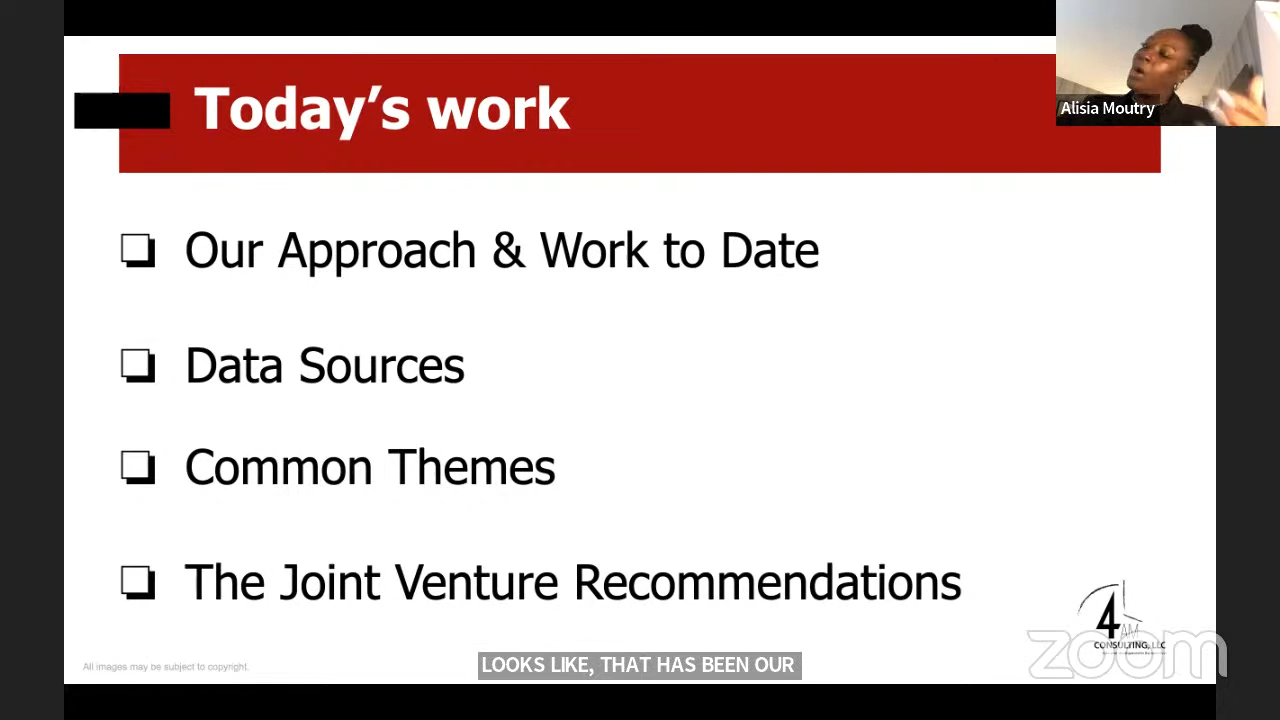 Today's work
Alisia Moutry
Our Approach & Work to Date
Data Sources
Common Themes
The Joint Venture Recommendations
4
AM
CONSULTING, LLC
zoom
All images may be subject to copyright.
LOOKS LIKE, THAT HAS BEEN OUR